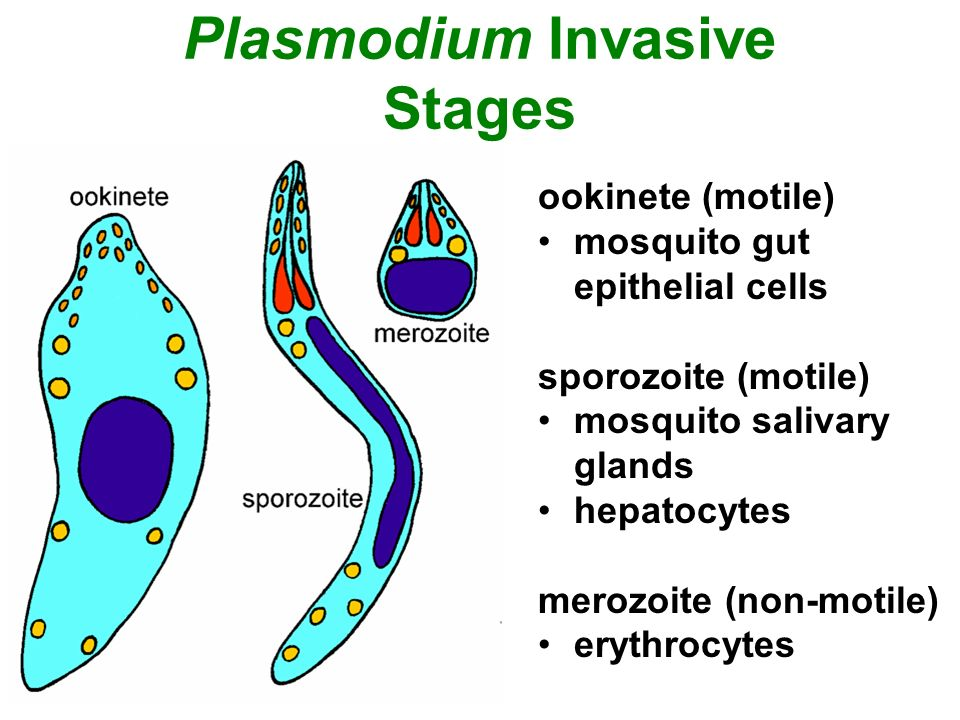 Plasmodium Invasive
Stages
ookinete
merozoite
sporozoite
ookinete (motile)
• mosquito gut
epithelial cells
sporozoite (motile)
• mosquito salivary
glands
• hepatocytes
merozoite (non-motile)
• erythrocytes